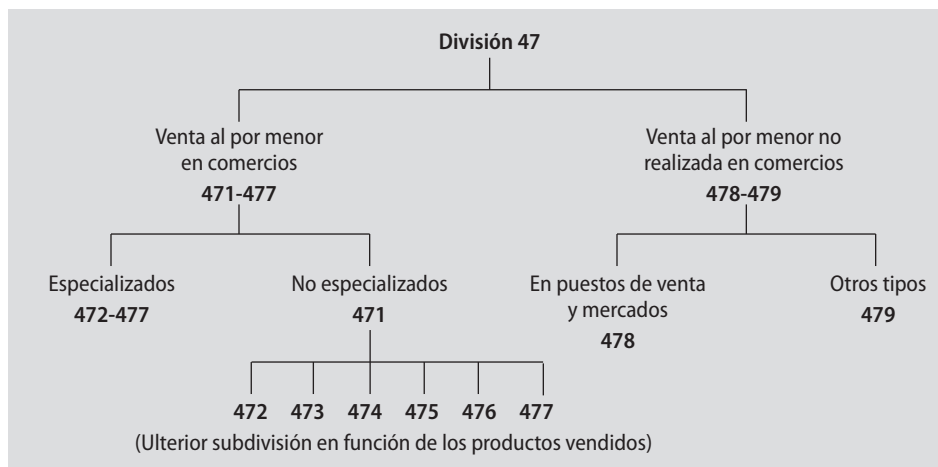 División 47
Venta al por menor
en comercios
471-477
Venta al por menor no
realizada en comercios
478-479
Especializados
472-477
No especializados
471
En puestos de venta
y mercados
478
Otros tipos
479
472 473 474 475 476 477
(Ulterior subdivisión en función de los productos vendidos)